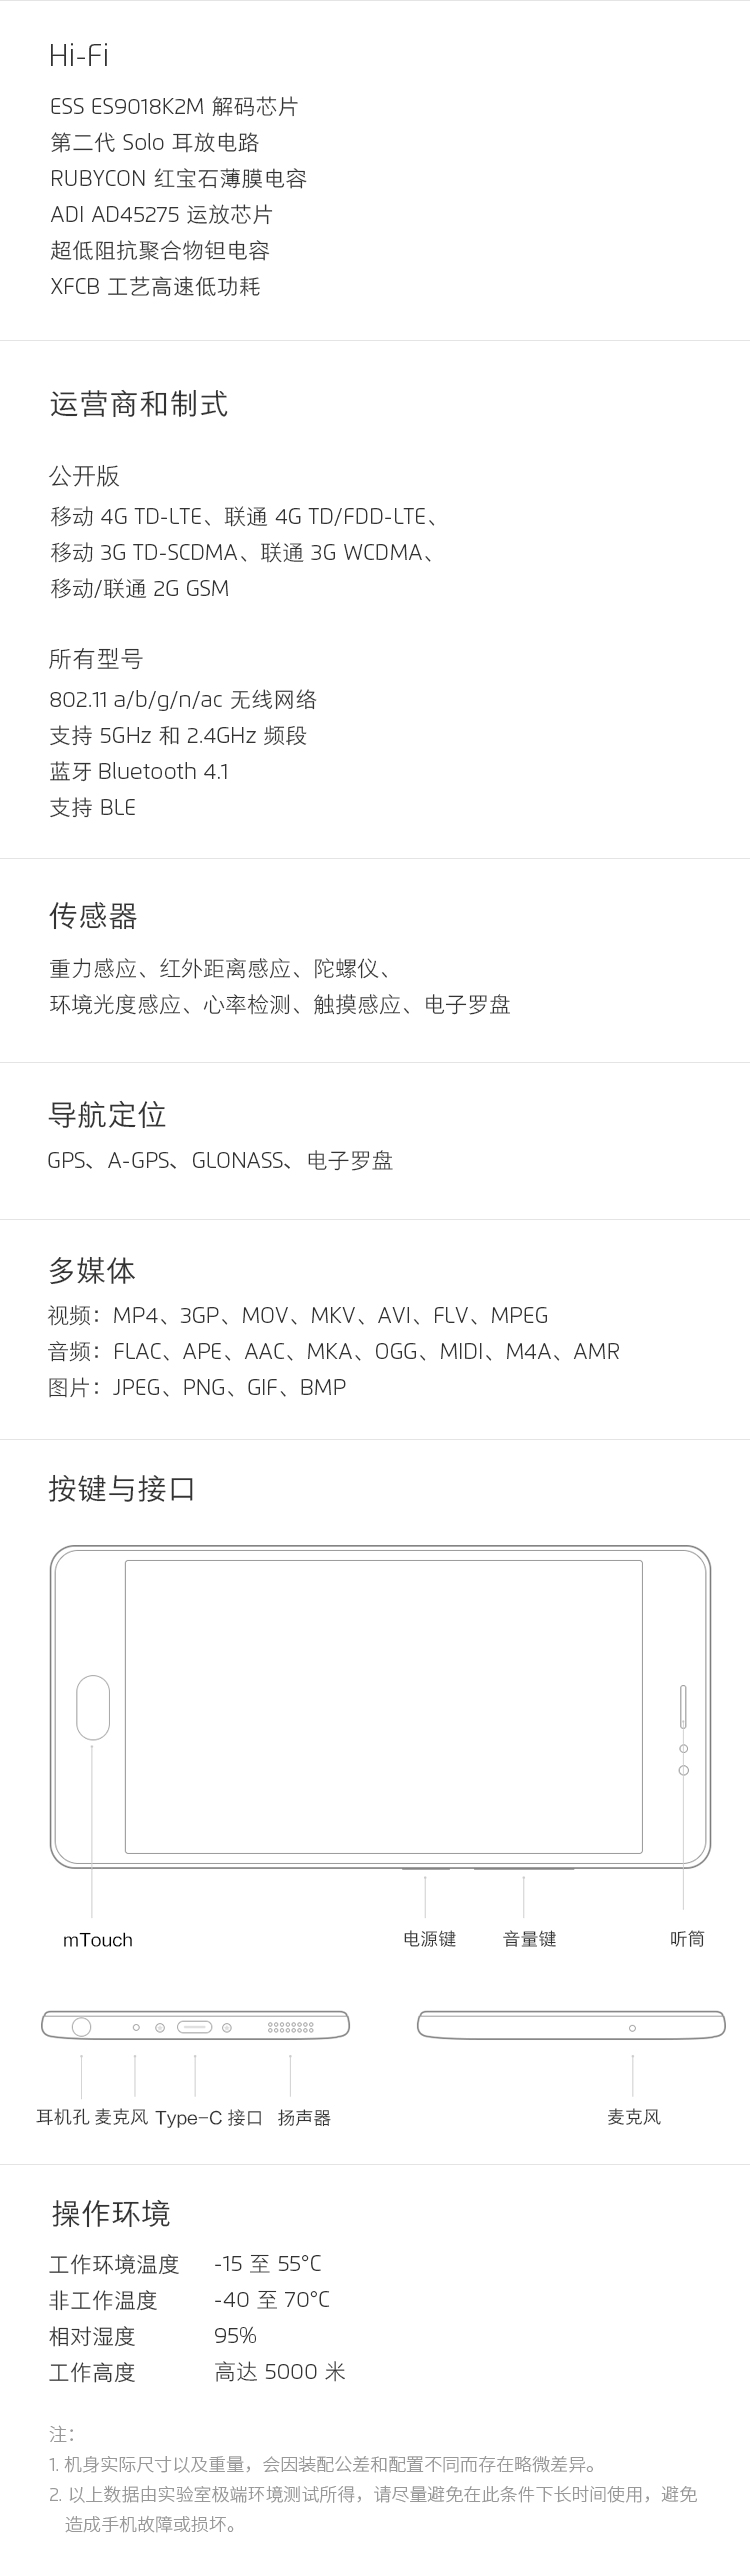 Hi-Fi
ESS ES9018K2M 解码芯片
第二代 Solo 耳放电路
RUBYCON 红宝石薄膜电容
ADI AD45275 运放芯片
超低阻抗聚合物钽电容
XFCB 工艺高速低功耗
运营商和制式
公开版
移动 4G TD-LTE、联通 4G TD/FDD-LTE、
移动 3G TD-SCDMA、联通 3G WCDMA、
移动/联通 2G GSM
所有型号
802.11 a/b/g/n/ac 无线网络
支持 5GHz 和 2.4GHz 频段
蓝牙 Bluetooth 4.1
支持 BLE
传感器
重力感应、红外距离感应、陀螺仪、
环境光度感应、心率检测、触摸感应、电子罗盘
导航定位
GPS、A-GPS、GLONASS、电子罗盘
多媒体
视频：MP4、3GP、MOV、MKV、AVI、FLV、MPEG
音频：FLAC、APE、AAC、MKA、OGG、MIDI、M4A、AMR
图片：JPEG、PNG、GIF、BMP
按键与接口
mTouch 电源键 音量键 听筒
耳机孔 麦克风 Type-C 接口 扬声器 麦克风
操作环境
工作环境温度 -15 至 55°C
非工作温度 -40 至 70°C
相对湿度 95%
工作高度 高达 5000 米
注：
1. 机身实际尺寸以及重量，会因装配公差和配置不同而存在略微差异。
2. 以上数据由实验室极端环境测试所得，请尽量避免在此条件下长时间使用，避免
造成手机故障或损坏。